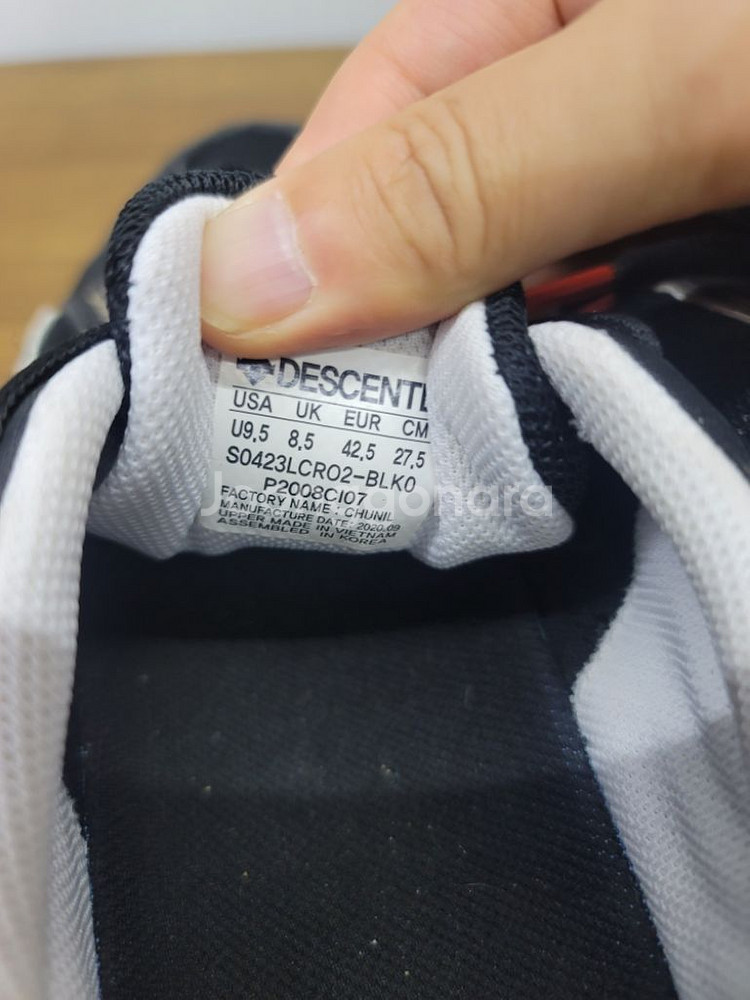 DESCENTE
USA UK EUR CM
U9,5 8,5 42,5 27,5
S0423LCR02-BLK0
P2008CI07
FACTORY NAME : CHUNIL
MANUFACTURE DATE: 2020.09
UPPER MADE IN VIETNAM
ASSEMBLED IN KOREA